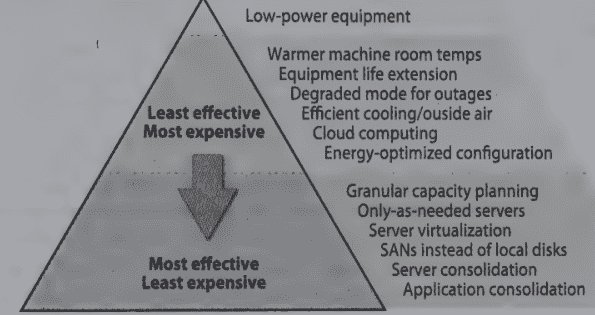 Low-power equipment
Warmer machine room temps
Equipment life extension
Degraded mode for outages
Efficient cooling/ouside air
Cloud computing
Energy-optimized configuration
Least effective
Most expensive
Granular capacity planning
Only-as-needed servers
Server virtualization
SANs instead of local disks
Server consolidation
Application consolidation
Most effective
Least expensive